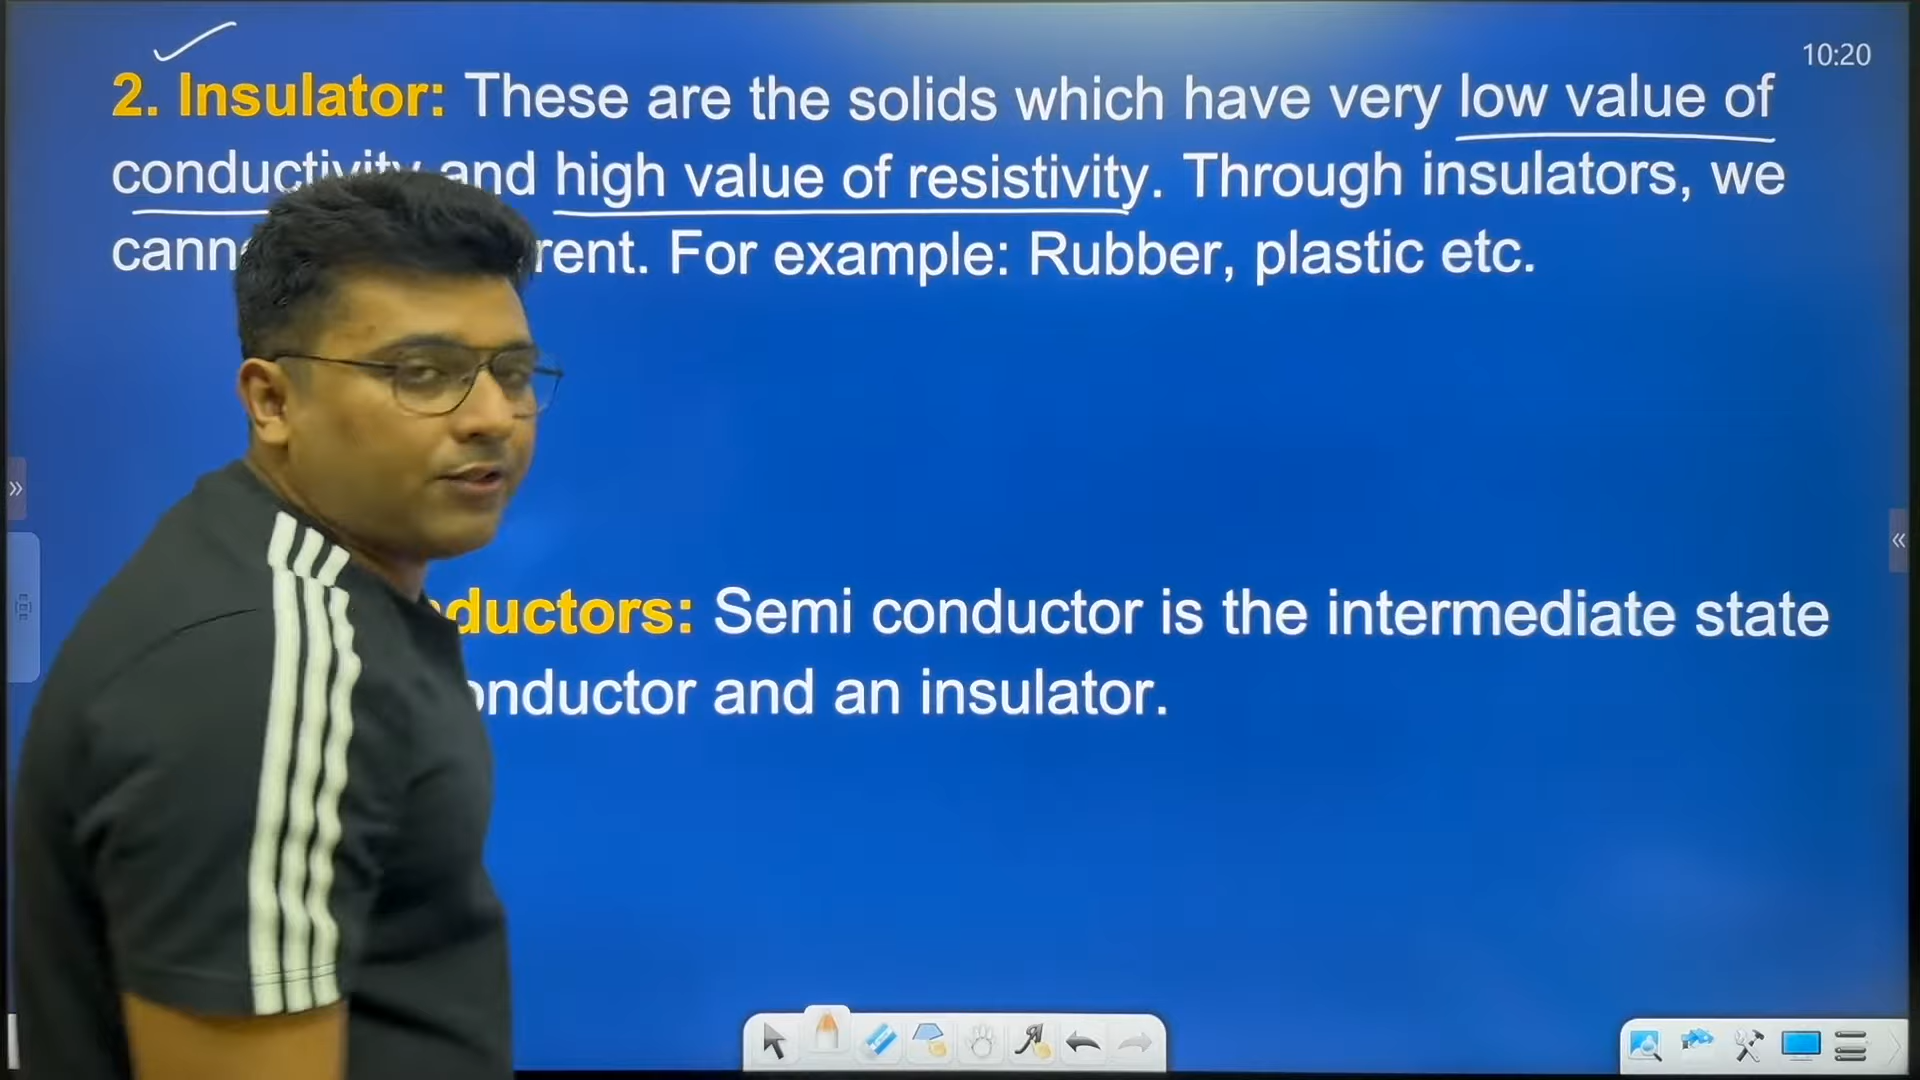 10:20
2. Insulator: These are the solids which have very low value of
conductivity and high value of resistivity. Through insulators, we
rent. For example: Rubber, plastic etc.
ductors: Semi conductor is the intermediate state
onductor and an insulator.